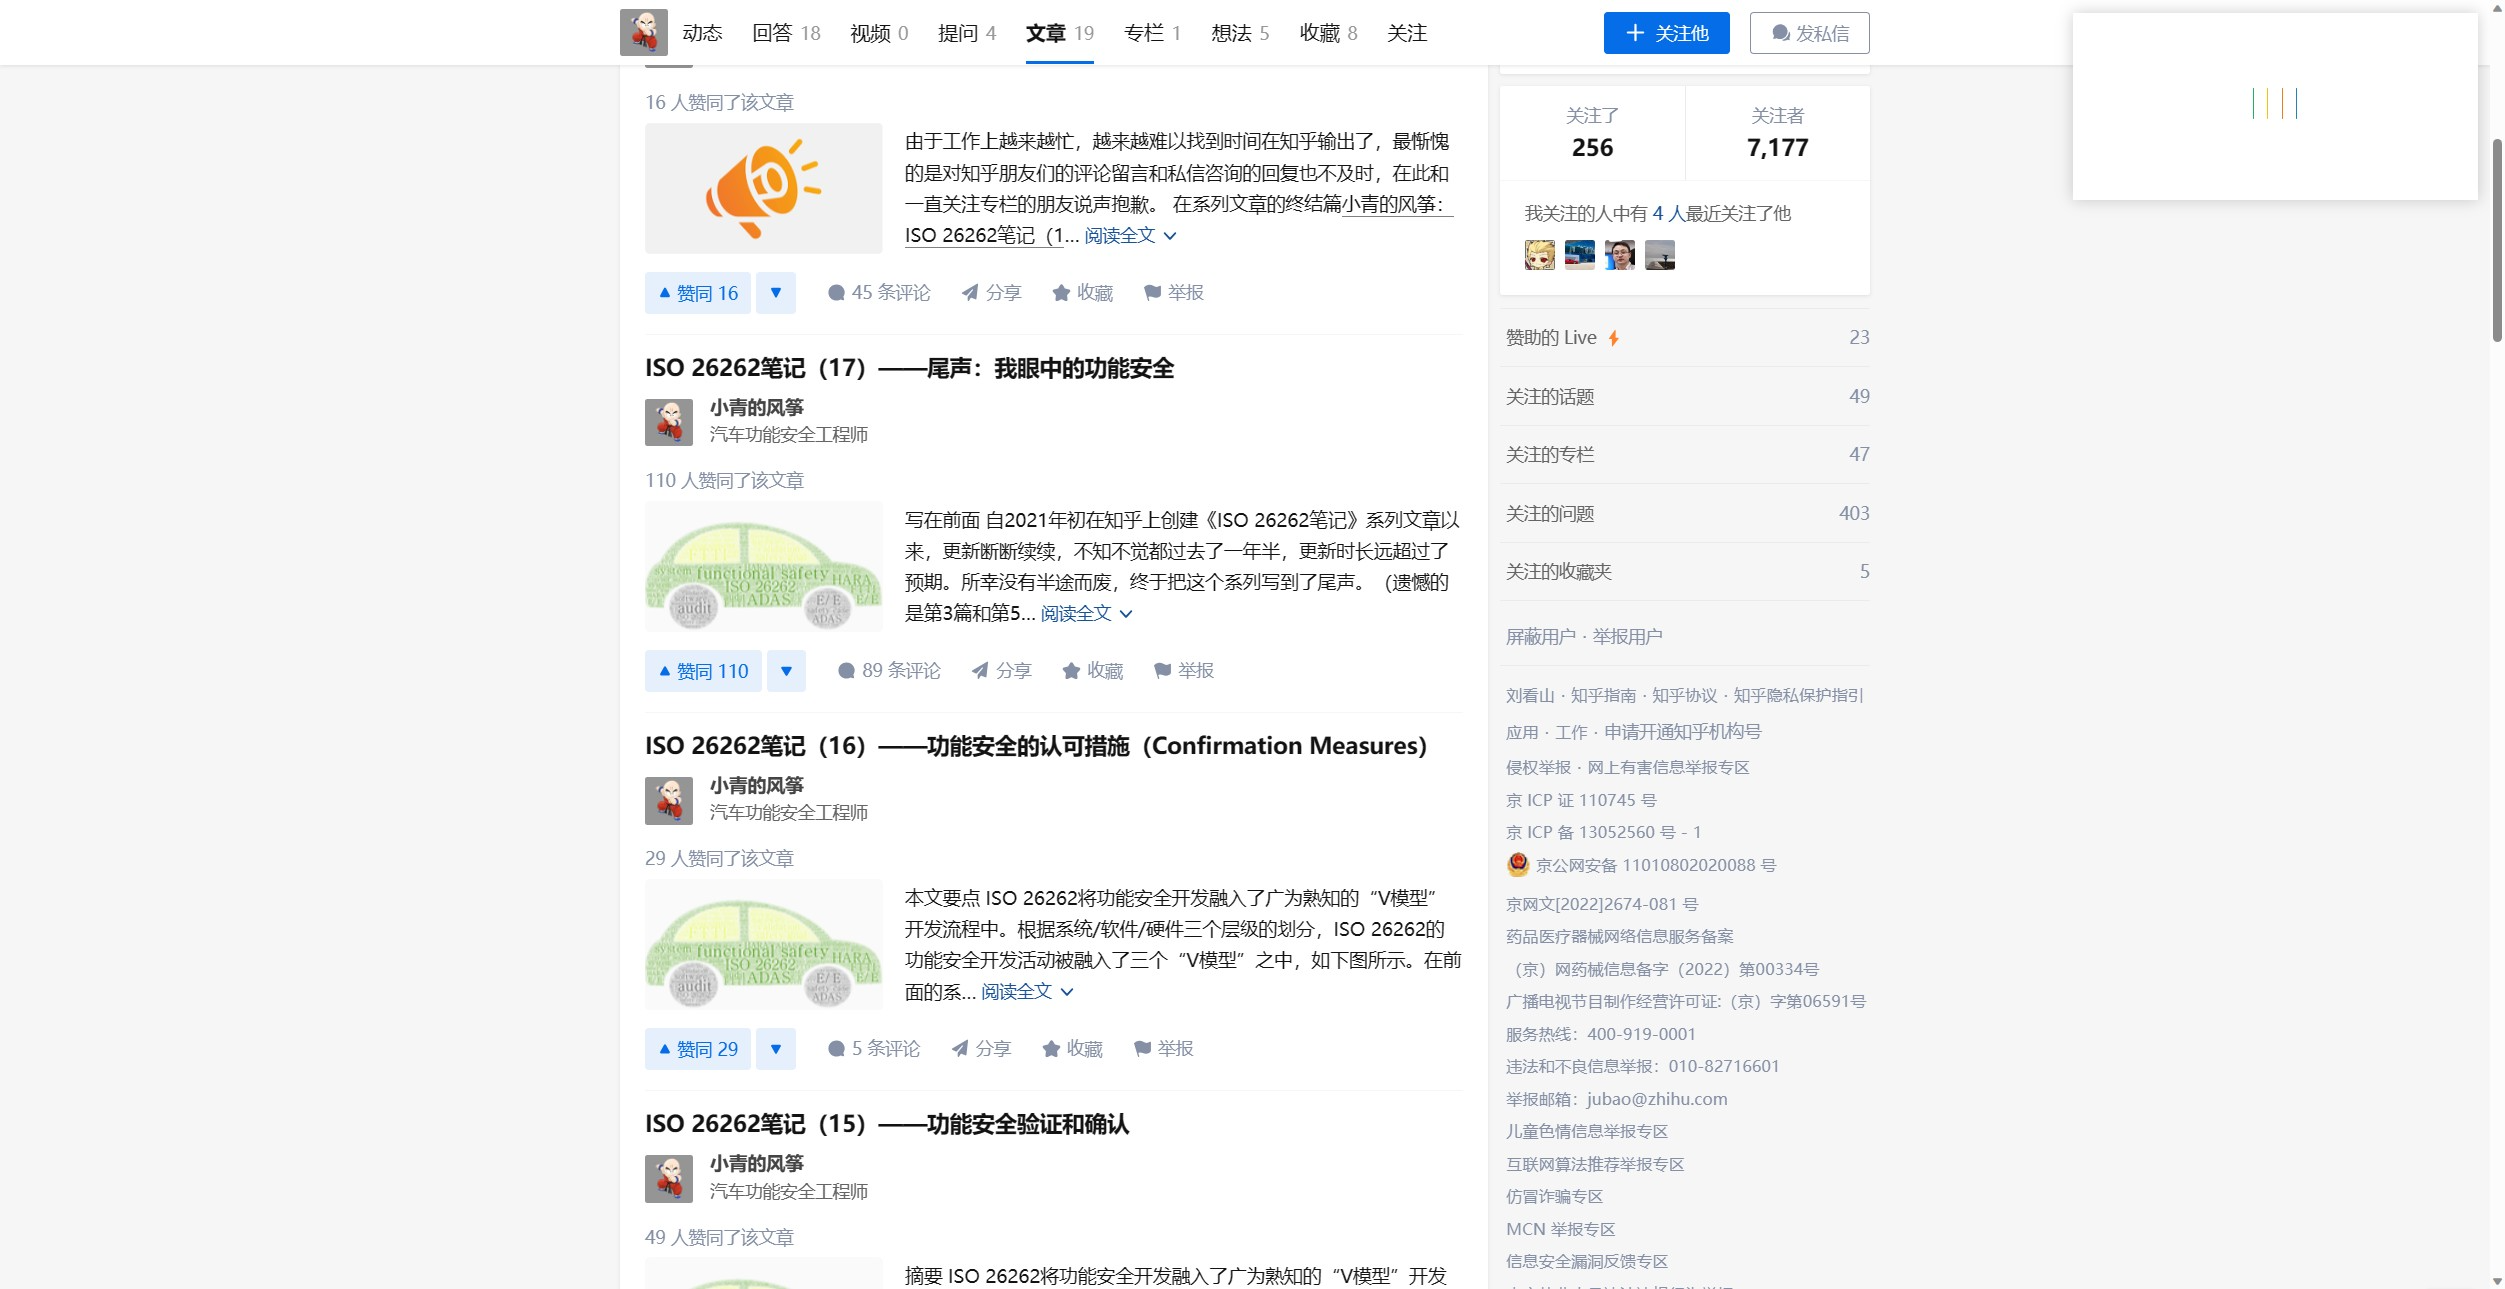 动态 回答 18 视频 0 提问 4 文章 19 专栏 1 想法 5 收藏 8 关注
关注他 发私信
16 人赞同了该文章
由于工作上越来越忙，越来越难以找到时间在知乎输出了，最惭愧
的是对知乎朋友们的评论留言和私信咨询的回复也不及时，在此和
一直关注专栏的朋友说声抱歉。 在系列文章的终结篇小青的风筝：
ISO 26262笔记（1... 阅读全文
赞同 16 45 条评论 分享 收藏 举报
ISO 26262笔记（17）——尾声：我眼中的功能安全
小青的风筝
汽车功能安全工程师
110 人赞同了该文章
system functional safety HARA
ISO 26262
ADAS
audit
E/E
写在前面 自2021年初在知乎上创建《ISO 26262笔记》系列文章以
来，更新断断续续，不知不觉都过去了一年半，更新时长远超过了
预期。所幸没有半途而废，终于把这个系列写到了尾声。（遗憾的
是第3篇和第5... 阅读全文
赞同 110 89 条评论 分享 收藏 举报
ISO 26262笔记（16）——功能安全的认可措施（Confirmation Measures）
小青的风筝
汽车功能安全工程师
29 人赞同了该文章
system functional safety HARA
ISO 26262
ADAS
audit
E/E
本文要点 ISO 26262将功能安全开发融入了广为熟知的“V模型”
开发流程中。根据系统/软件/硬件三个层级的划分，ISO 26262的
功能安全开发活动被融入了三个“V模型”之中，如下图所示。在前
面的系... 阅读全文
赞同 29 5 条评论 分享 收藏 举报
ISO 26262笔记（15）——功能安全验证和确认
小青的风筝
汽车功能安全工程师
49 人赞同了该文章
摘要 ISO 26262将功能安全开发融入了广为熟知的“V模型”开发
关注了 关注者
256 7,177
我关注的人中有 4 人最近关注了他
赞助的 Live 23
关注的话题 49
关注的专栏 47
关注的问题 403
关注的收藏夹 5
屏蔽用户 · 举报用户
刘看山 · 知乎指南 · 知乎协议 · 知乎隐私保护指引
应用 · 工作 · 申请开通知乎机构号
侵权举报 · 网上有害信息举报专区
京 ICP 证 110745 号
京 ICP 备 13052560 号 - 1
京公网安备 11010802020088 号
京网文[2022]2674-081 号
药品医疗器械网络信息服务备案
（京）网药械信息备字（2022）第00334号
广播电视节目制作经营许可证:（京）字第06591号
服务热线：400-919-0001
违法和不良信息举报：010-82716601
举报邮箱：jubao@zhihu.com
儿童色情信息举报专区
互联网算法推荐举报专区
仿冒诈骗专区
MCN 举报专区
信息安全漏洞反馈专区